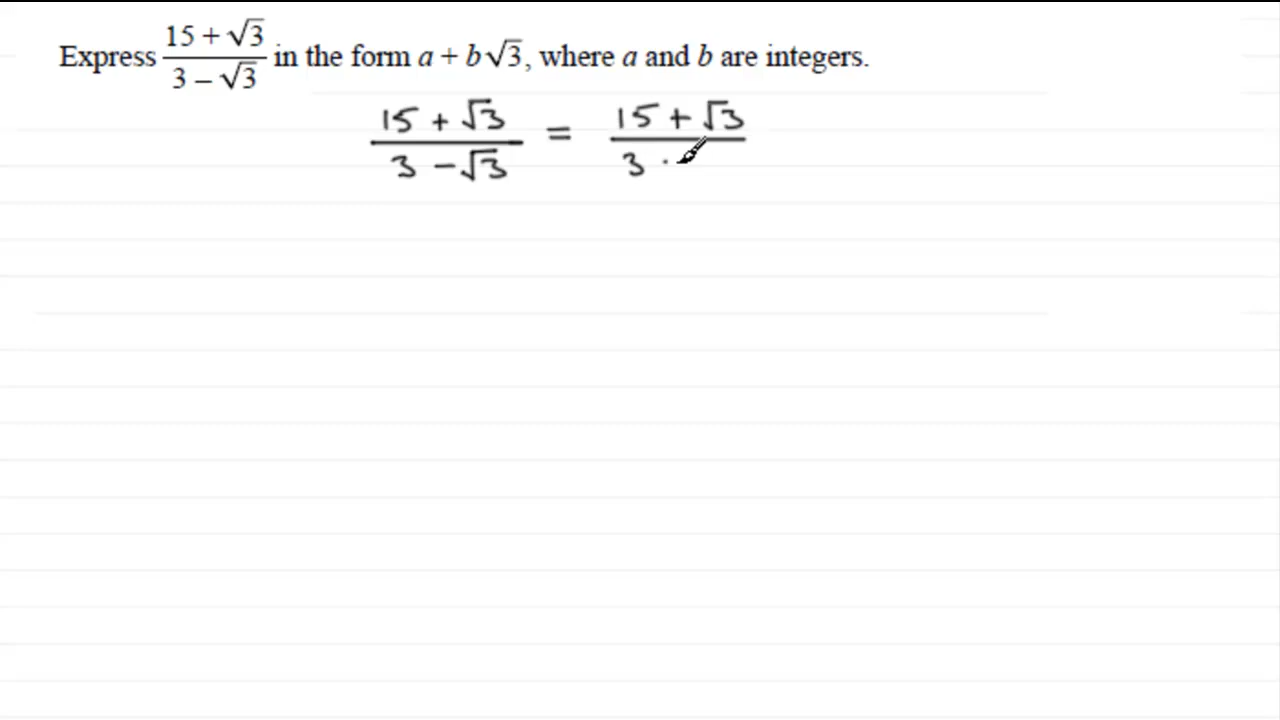 Express (15 + √3)/(3 – √3) in the form a + b√3, where a and b are integers.
(15 + √3)/(3 - √3) = (15 + √3)/(3 -